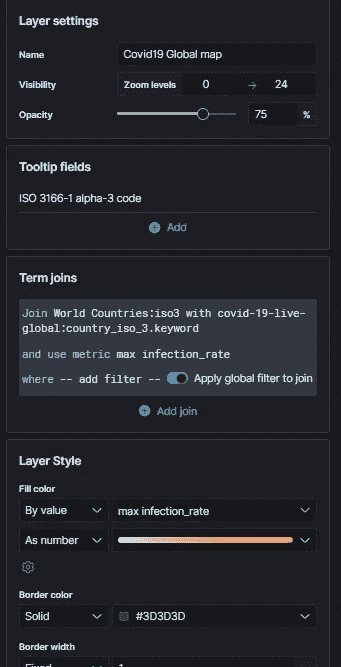 Layer settings
Name Covid19 Global map
Visibility Zoom levels 0 → 24
Opacity 75 %
Tooltip fields
ISO 3166-1 alpha-3 code
Add
Term joins
Join World Countries:iso3 with covid-19-live-
global:country_iso_3.keyword
and use metric max infection_rate
where -- add filter -- Apply global filter to join
Add join
Layer Style
Fill color
By value max infection_rate
As number
Border color
Solid #3D3D3D
Border width
Fixed 1